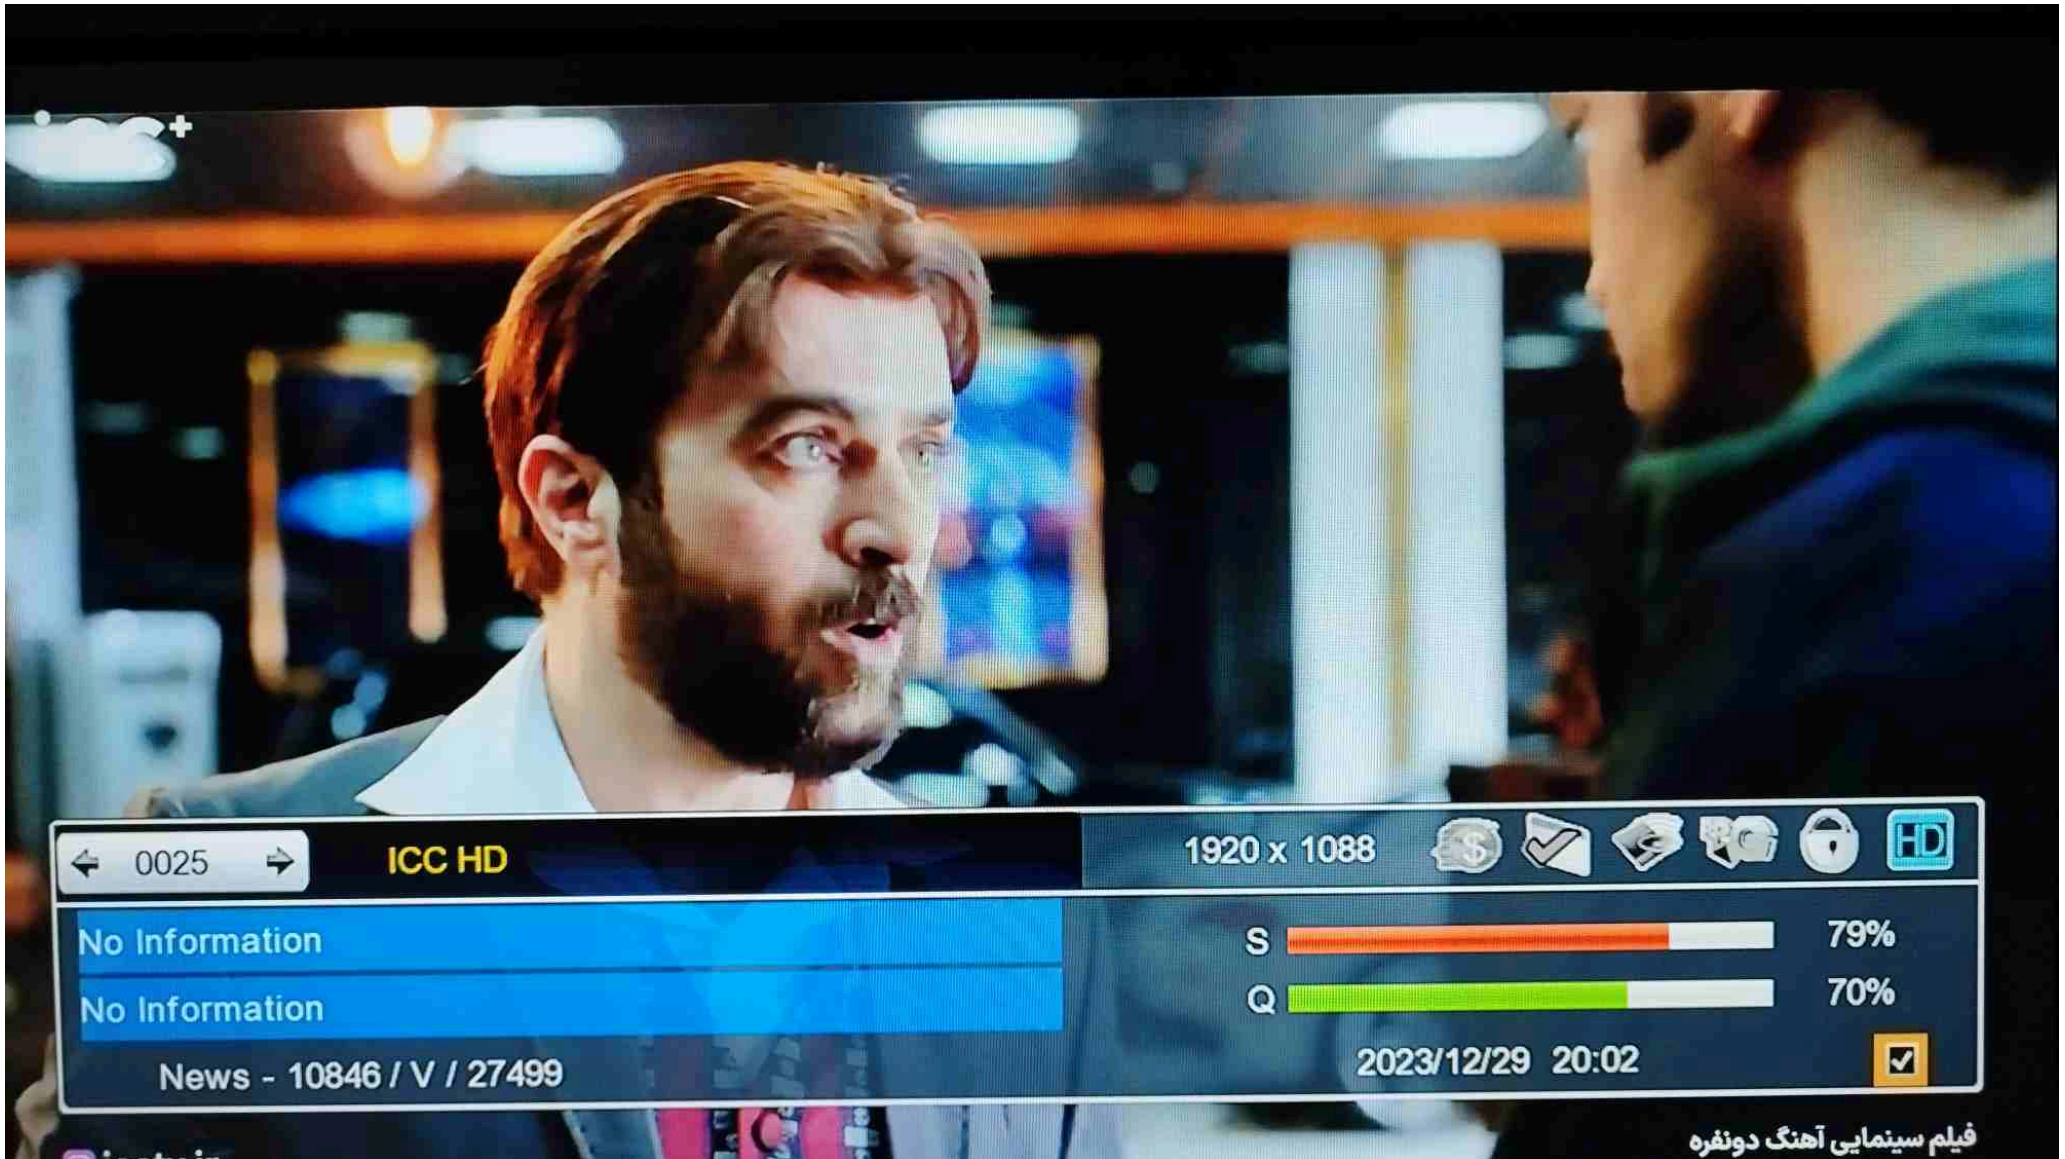 icc+
0025 ICC HD 1920 x 1088 HD
No Information S 79%
No Information Q 70%
News - 10846 / V / 27499 2023/12/29 20:02
فیلم سینمایی آهنگ دونفره